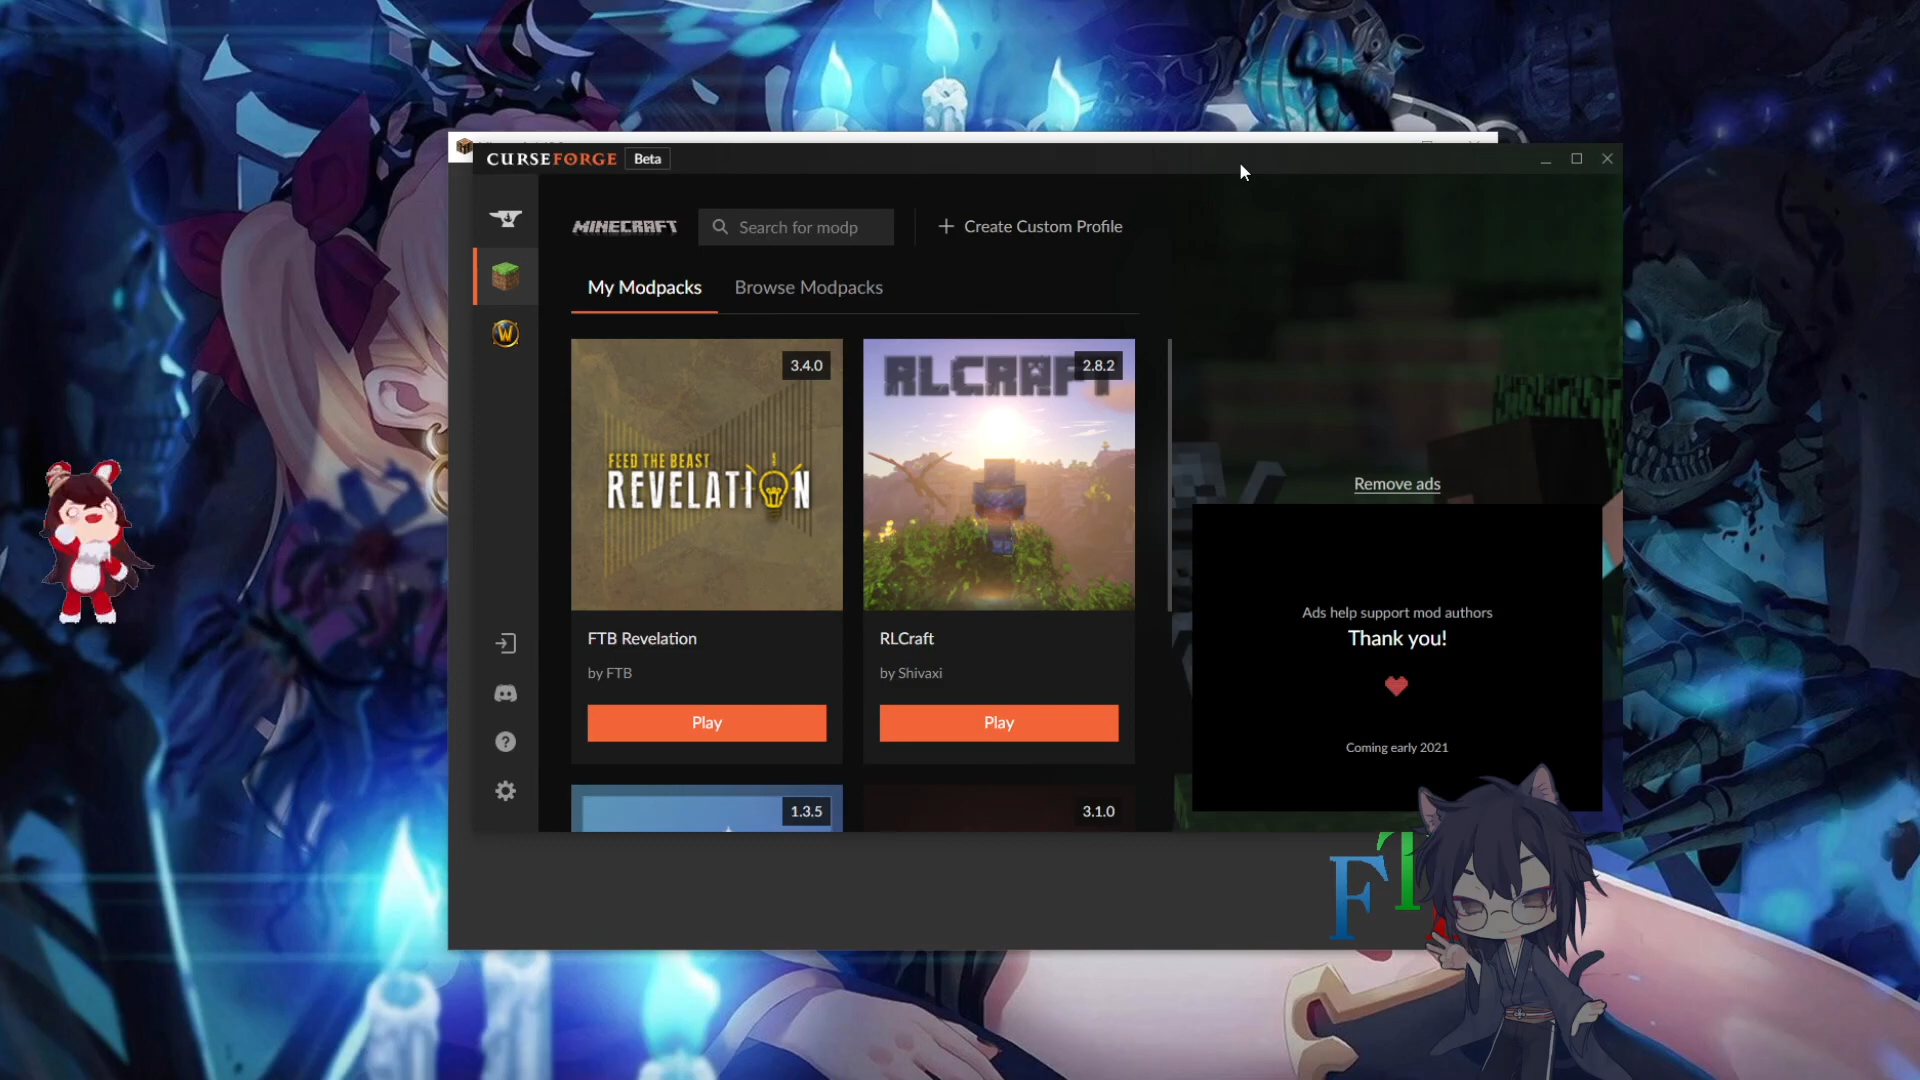 CURSEFORGE Beta
MINECRAFT
Search for modp
Create Custom Profile
My Modpacks
Browse Modpacks
3.4.0
FEED THE BEAST
REVELATION
RLCRAFT
2.8.2
FTB Revelation
by FTB
Play
RLCraft
by Shivaxi
Play
1.3.5
3.1.0
Remove ads
Ads help support mod authors
Thank you!
Coming early 2021
W
F1